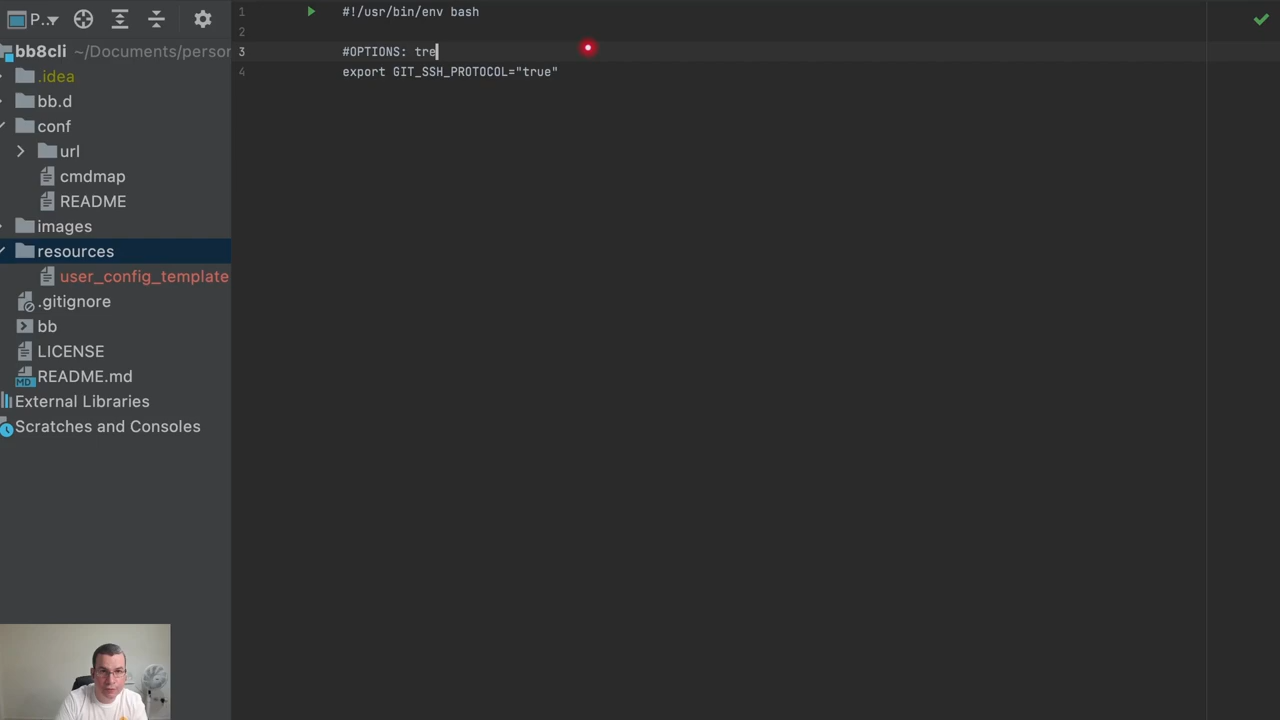 P..
bb8cli ~/Documents/person
.idea
bb.d
conf
url
cmdmap
README
images
resources
user_config_template
.gitignore
bb
LICENSE
README.md
External Libraries
Scratches and Consoles
1 #!/usr/bin/env bash
2
3 #OPTIONS: tre
4 export GIT_SSH_PROTOCOL="true"